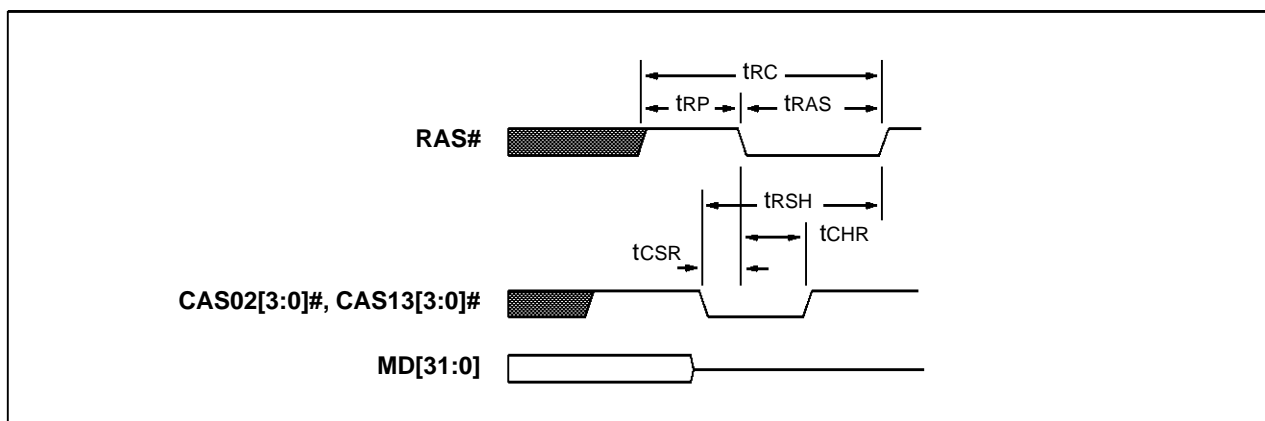 tRC
tRP tRAS
RAS#
tRSH
tCHR
tCSR
CAS02[3:0]#, CAS13[3:0]#
MD[31:0]